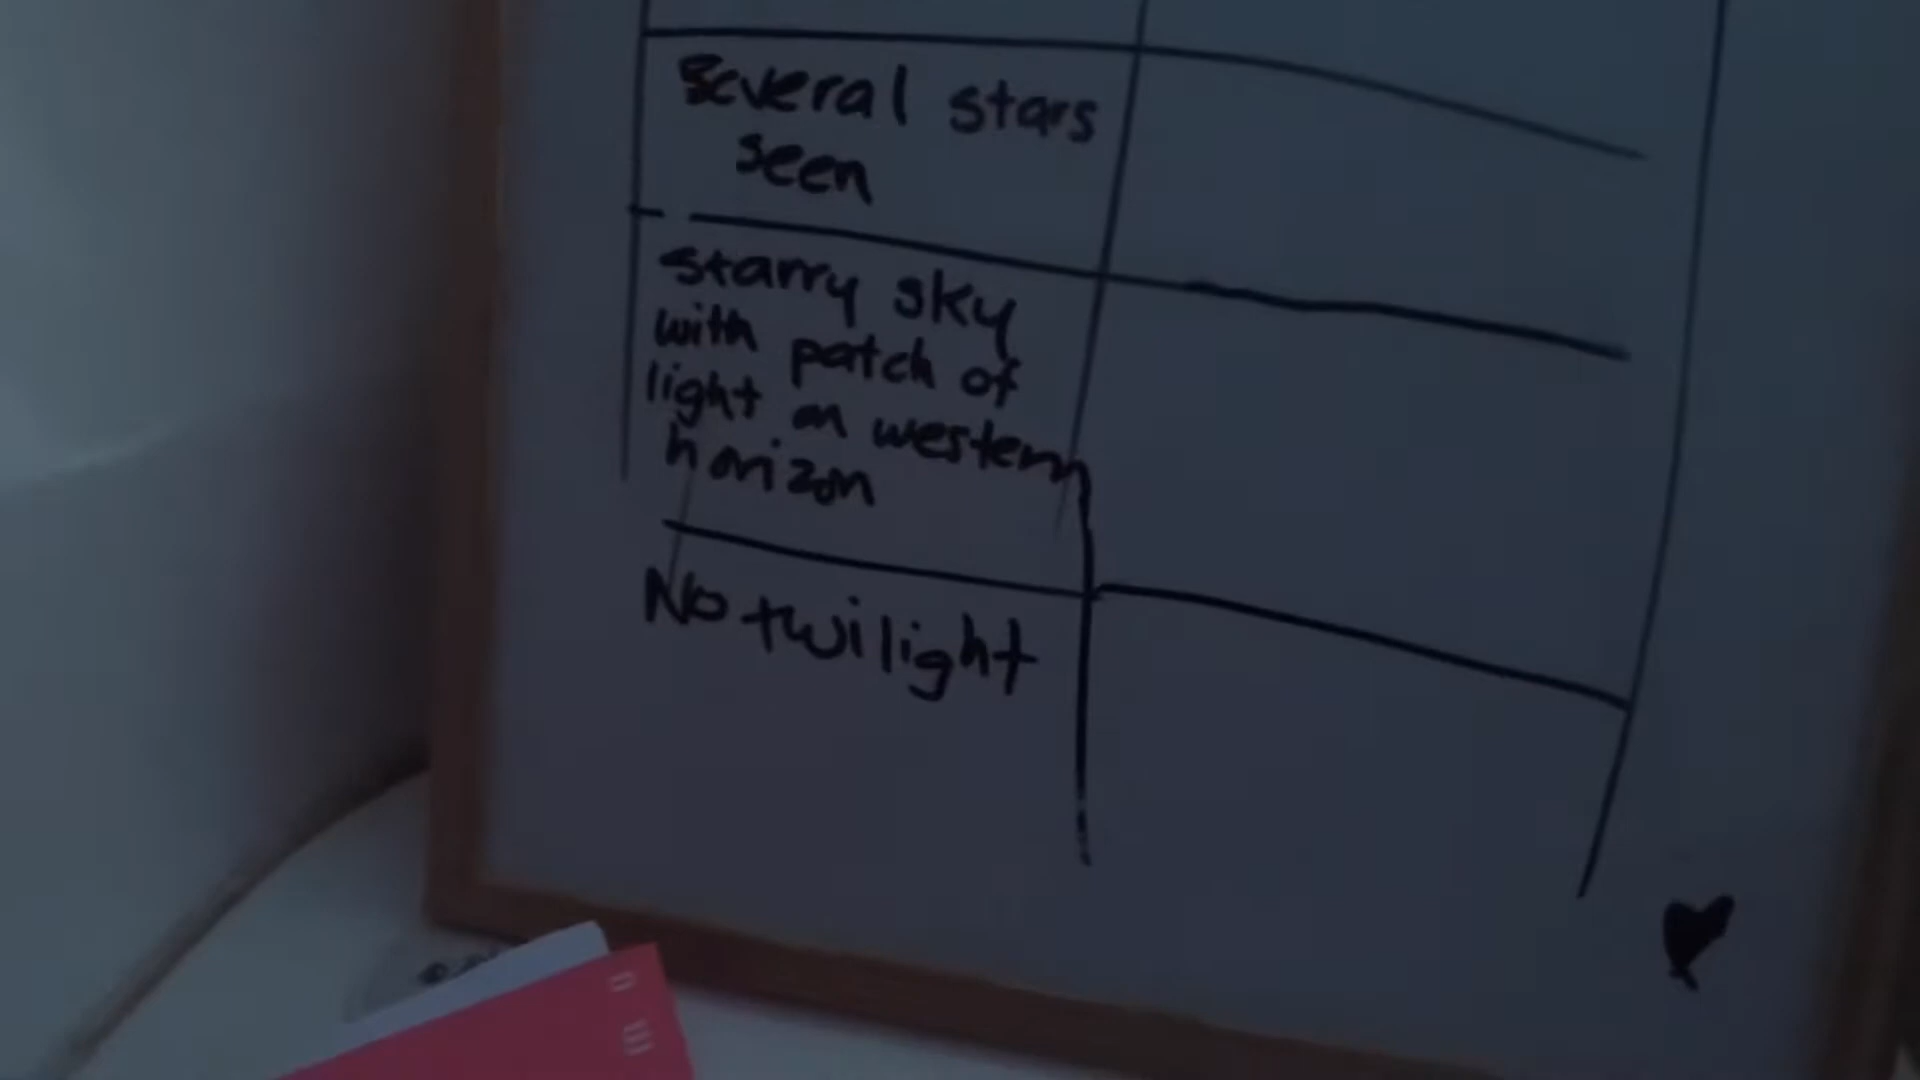 Several stars
seen
starry sky
with patch of
light on western
horizon
No twilight